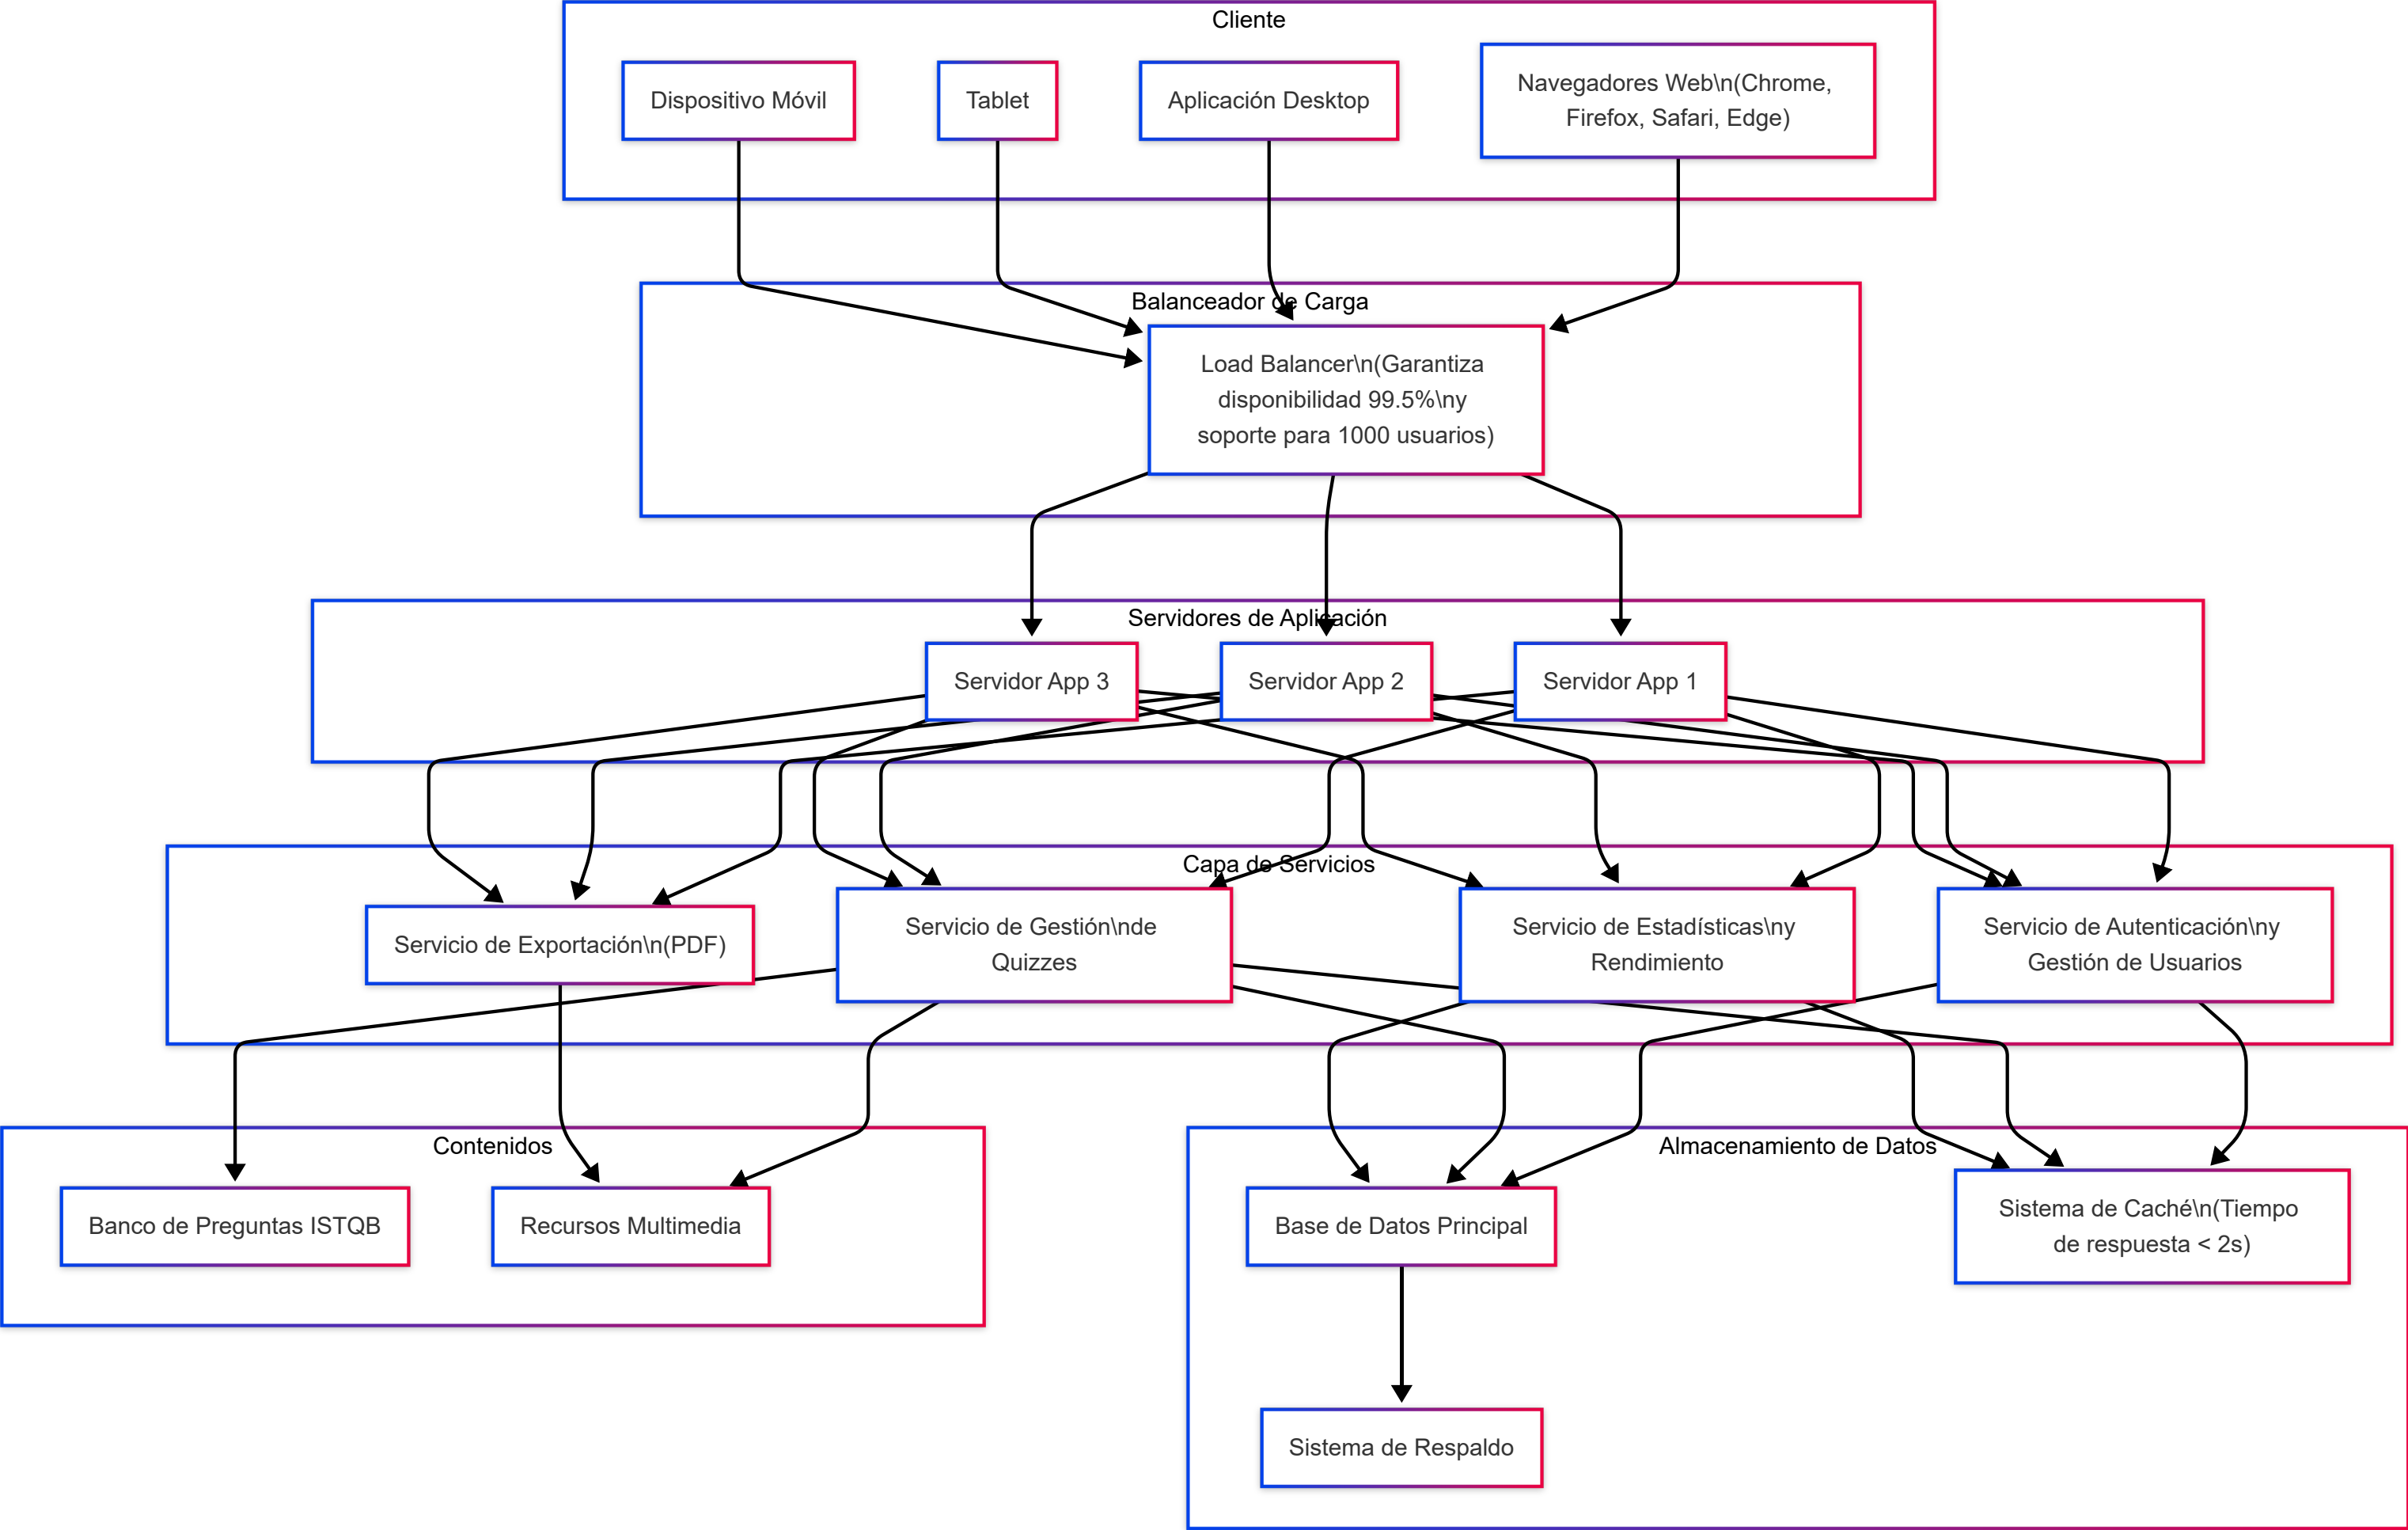 Cliente
Dispositivo Móvil
Tablet
Aplicación Desktop
Navegadores Web\n(Chrome,
Firefox, Safari, Edge)
Balanceador de Carga
Load Balancer\n(Garantiza
disponibilidad 99.5%\ny
soporte para 1000 usuarios)
Servidores de Aplicación
Servidor App 3
Servidor App 2
Servidor App 1
Capa de Servicios
Servicio de Exportación\n(PDF)
Servicio de Gestión\nde
Quizzes
Servicio de Estadísticas\ny
Rendimiento
Servicio de Autenticación\ny
Gestión de Usuarios
Contenidos
Banco de Preguntas ISTQB
Recursos Multimedia
Almacenamiento de Datos
Base de Datos Principal
Sistema de Caché\n(Tiempo
de respuesta < 2s)
Sistema de Respaldo